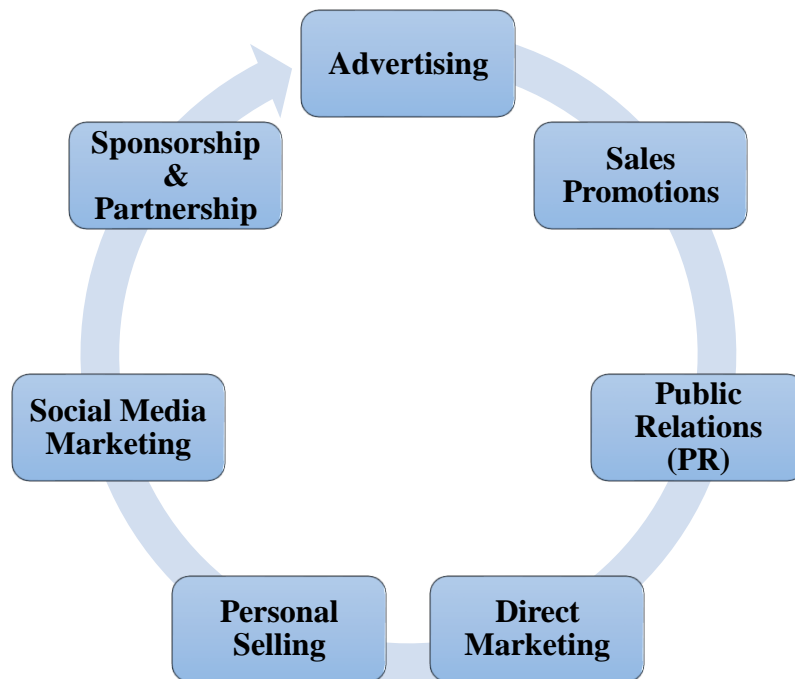 Advertising
Sales
Promotions
Public
Relations
(PR)
Direct
Marketing
Personal
Selling
Social Media
Marketing
Sponsorship
&
Partnership